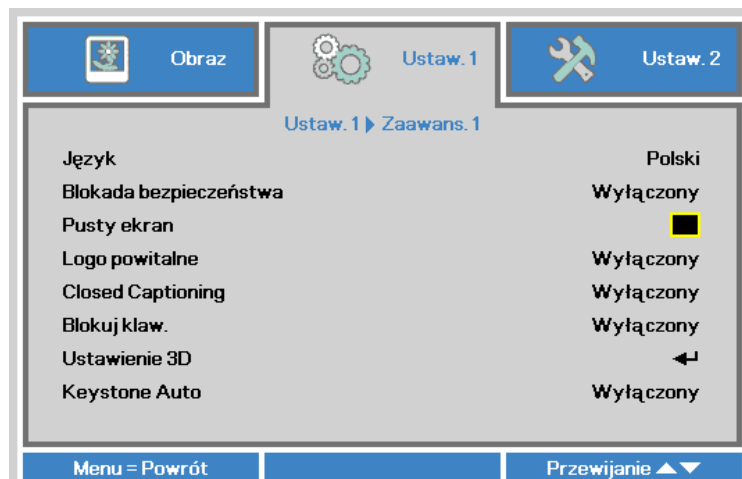 Obraz
Ustaw. 1
Ustaw. 2
Ustaw. 1 ▶ Zaawans. 1
Język Polski
Blokada bezpieczeństwa Wyłączony
Pusty ekran
Logo powitalne Wyłączony
Closed Captioning Wyłączony
Blokuj klaw. Wyłączony
Ustawienie 3D ↵
Keystone Auto Wyłączony
Menu = Powrót Przewijanie ▲▼